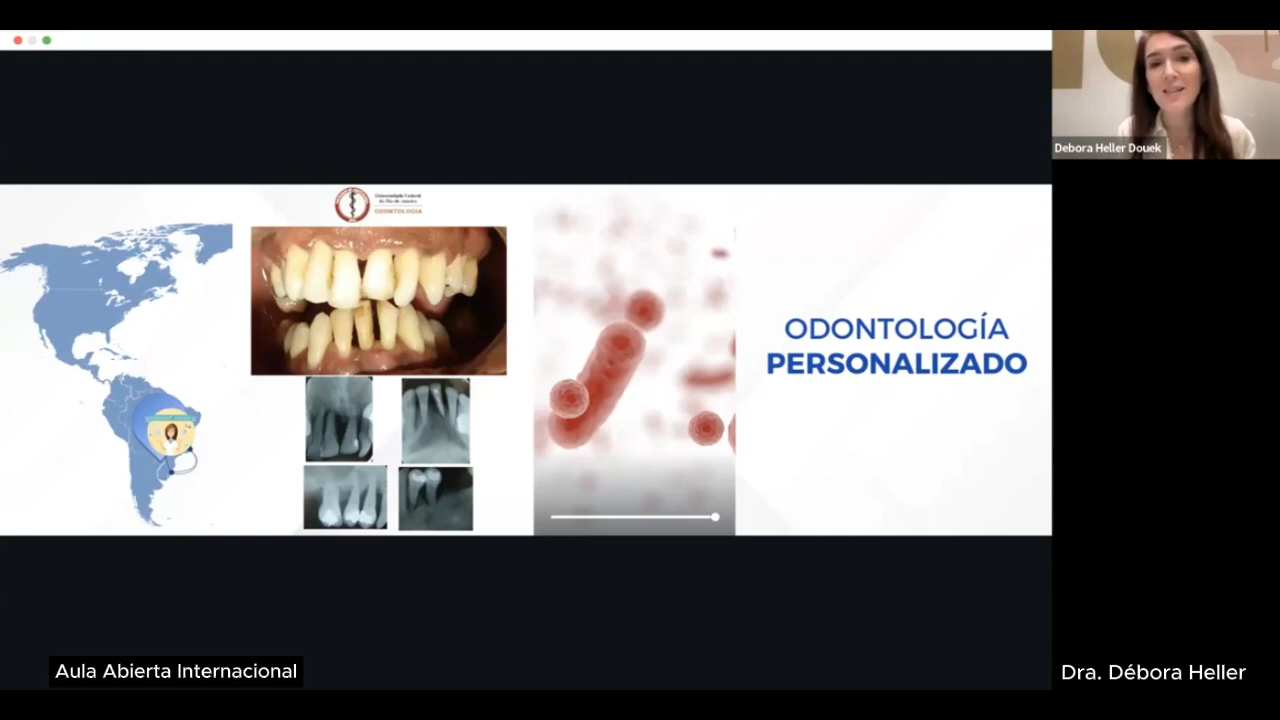 Universidade Federal
do Rio de Janeiro
ODONTOLOGIA
ODONTOLOGÍA
PERSONALIZADO
Debora Heller Douek
Aula Abierta Internacional
Dra. Débora Heller